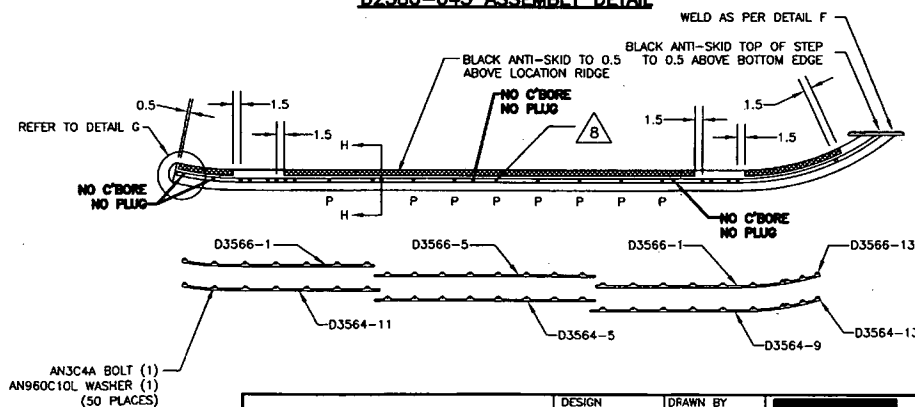 D2580-045 ASSEMBLY DETAIL
WELD AS PER DETAIL F
BLACK ANTI-SKID TOP OF STEP
TO 0.5 ABOVE BOTTOM EDGE
BLACK ANTI-SKID TO 0.5
ABOVE LOCATION RIDGE
NO C'BORE
NO PLUG
8
0.5
1.5
1.5
1.5
1.5
1.5
REFER TO DETAIL G
H
H
NO C'BORE
NO PLUG
NO C'BORE
NO PLUG
P P P P P P P P
D3566-1
D3566-5
D3566-1
D3566-13
D3564-11
D3564-5
D3564-9
D3564-13
AN3C4A BOLT (1)
AN960C10L WASHER (1)
(50 PLACES)
DESIGN
DRAWN BY